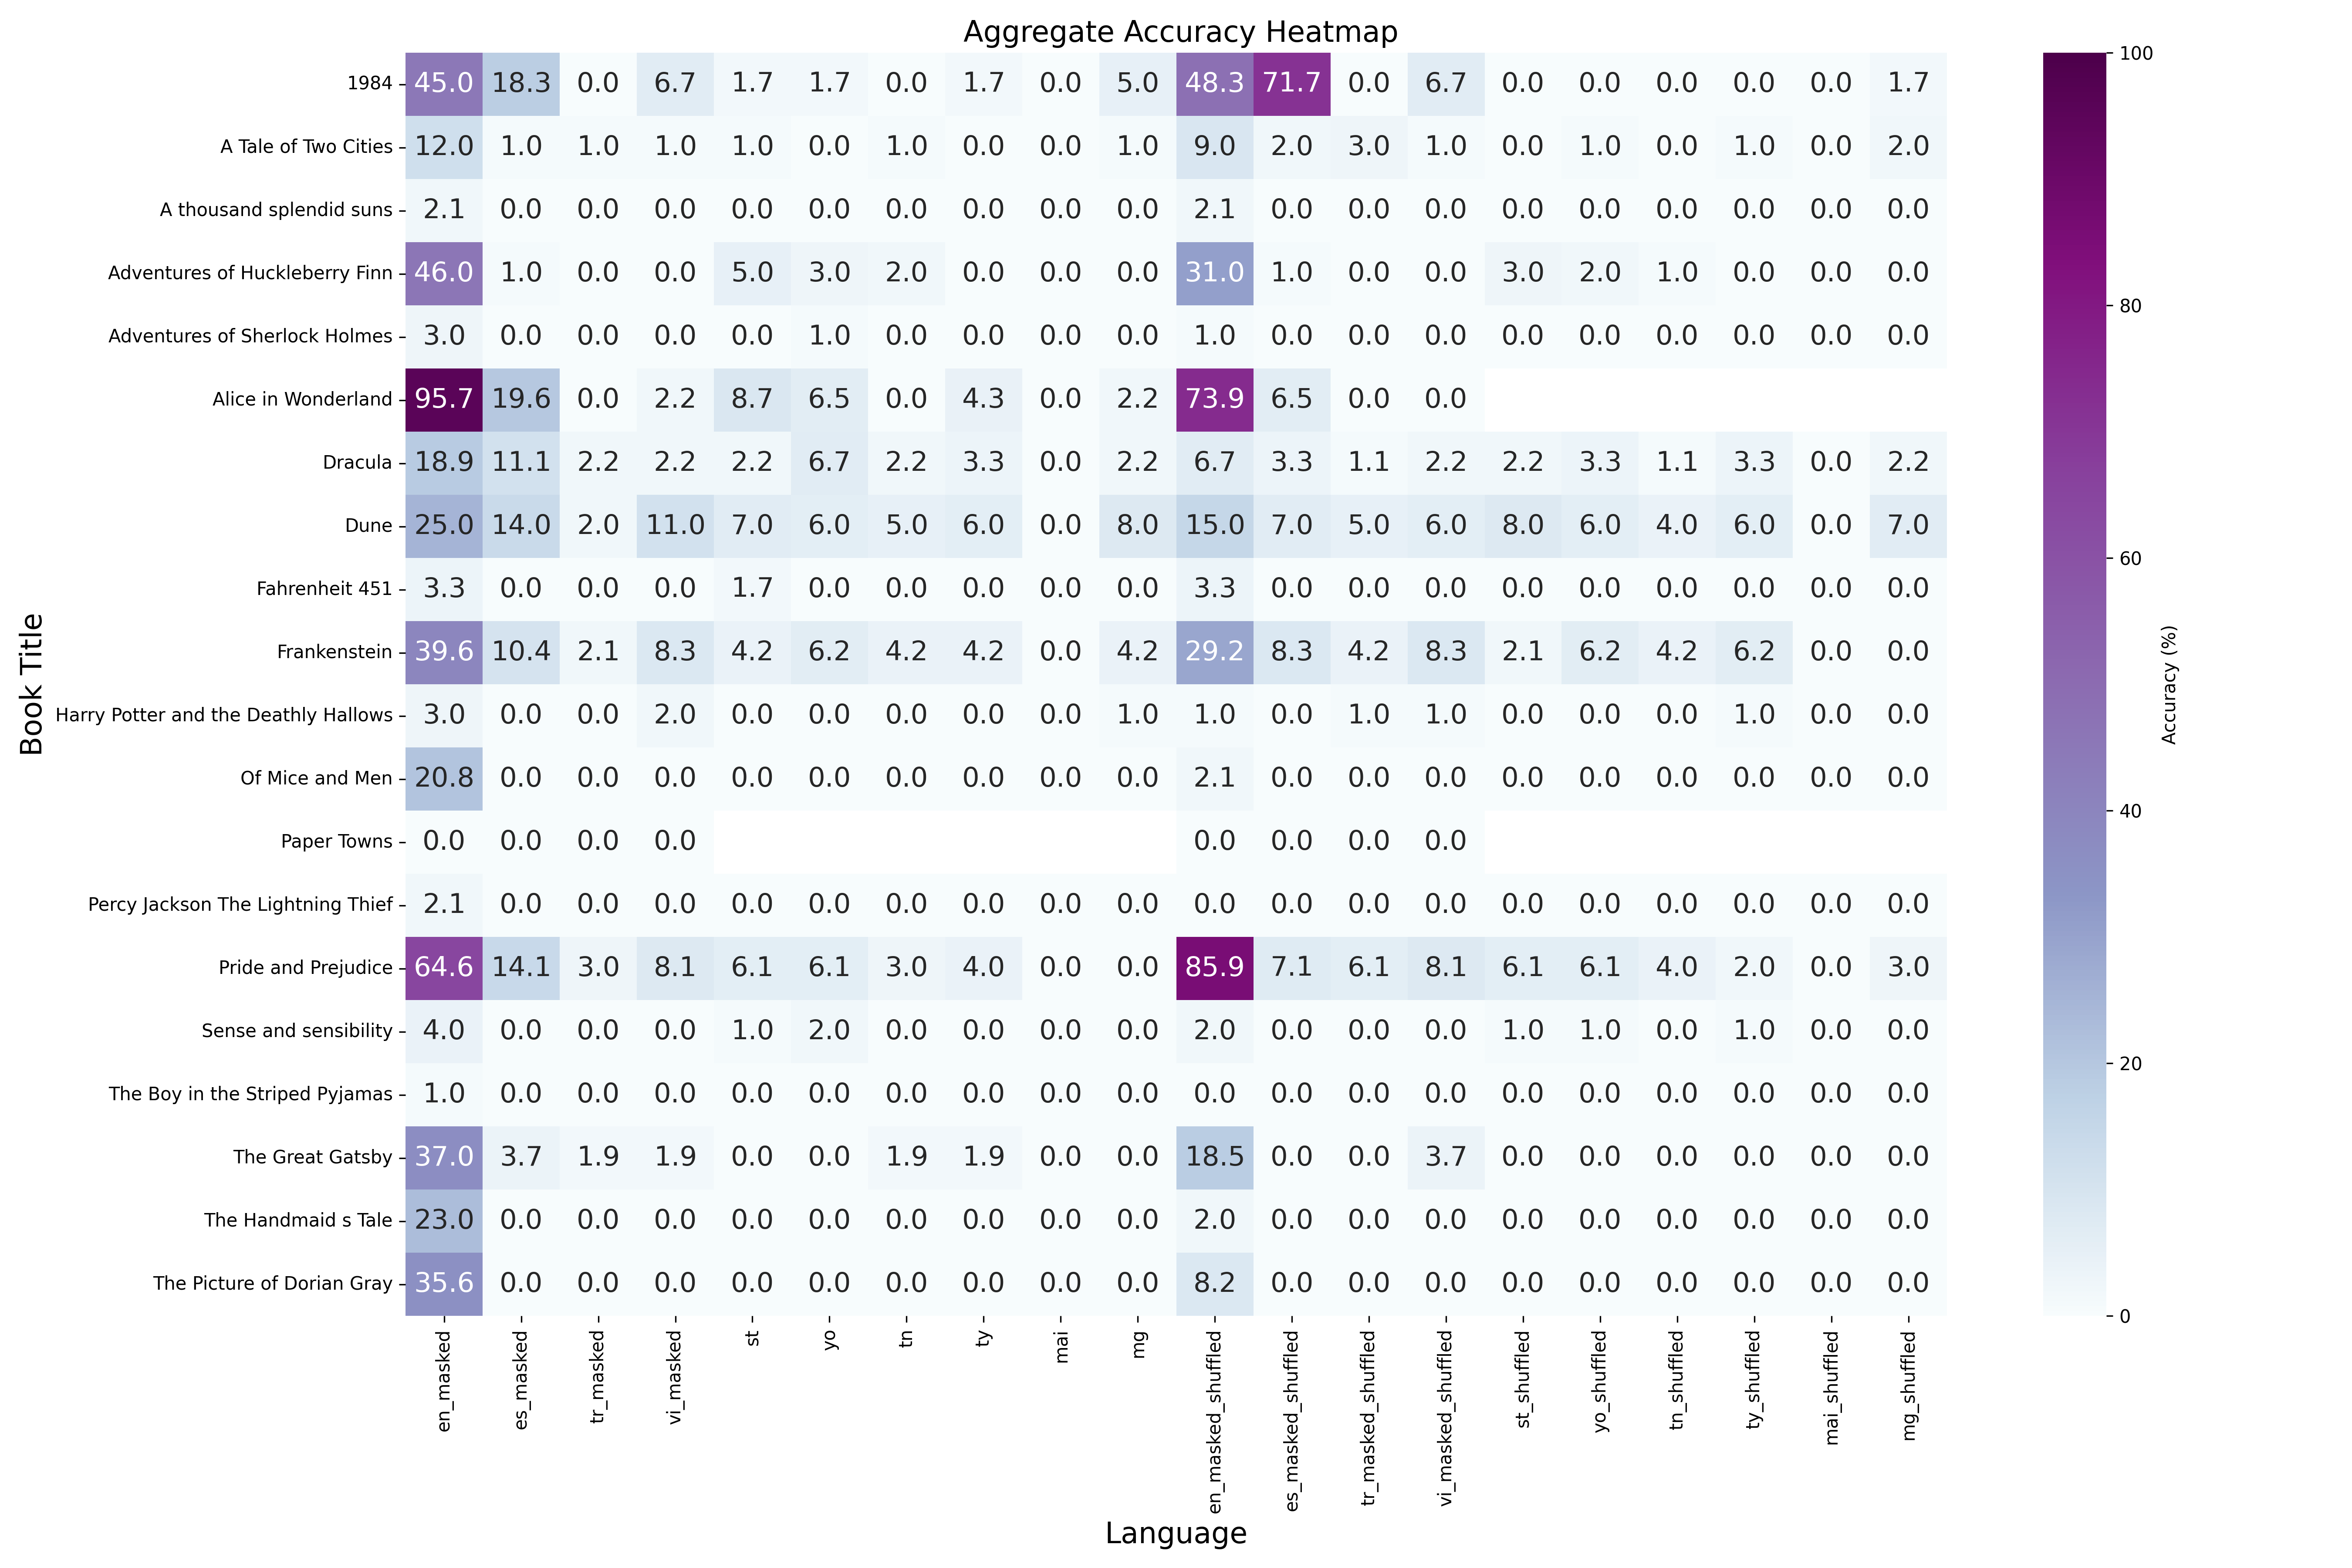 Aggregate Accuracy Heatmap
1984 45.0 18.3 0.0 6.7 1.7 1.7 0.0 1.7 0.0 5.0 48.3 71.7 0.0 6.7 0.0 0.0 0.0 0.0 0.0 1.7
A Tale of Two Cities 12.0 1.0 1.0 1.0 1.0 0.0 1.0 0.0 0.0 1.0 9.0 2.0 3.0 1.0 0.0 1.0 0.0 1.0 0.0 2.0
A thousand splendid suns 2.1 0.0 0.0 0.0 0.0 0.0 0.0 0.0 0.0 0.0 2.1 0.0 0.0 0.0 0.0 0.0 0.0 0.0 0.0 0.0
Adventures of Huckleberry Finn 46.0 1.0 0.0 0.0 5.0 3.0 2.0 0.0 0.0 0.0 31.0 1.0 0.0 0.0 3.0 2.0 1.0 0.0 0.0 0.0
Adventures of Sherlock Holmes 3.0 0.0 0.0 0.0 0.0 1.0 0.0 0.0 0.0 0.0 1.0 0.0 0.0 0.0 0.0 0.0 0.0 0.0 0.0 0.0
Alice in Wonderland 95.7 19.6 0.0 2.2 8.7 6.5 0.0 4.3 0.0 2.2 73.9 6.5 0.0 0.0
Dracula 18.9 11.1 2.2 2.2 2.2 6.7 2.2 3.3 0.0 2.2 6.7 3.3 1.1 2.2 2.2 3.3 1.1 3.3 0.0 2.2
Dune 25.0 14.0 2.0 11.0 7.0 6.0 5.0 6.0 0.0 8.0 15.0 7.0 5.0 6.0 8.0 6.0 4.0 6.0 0.0 7.0
Fahrenheit 451 3.3 0.0 0.0 0.0 1.7 0.0 0.0 0.0 0.0 0.0 3.3 0.0 0.0 0.0 0.0 0.0 0.0 0.0 0.0 0.0
Frankenstein 39.6 10.4 2.1 8.3 4.2 6.2 4.2 4.2 0.0 4.2 29.2 8.3 4.2 8.3 2.1 6.2 4.2 6.2 0.0 0.0
Harry Potter and the Deathly Hallows 3.0 0.0 0.0 2.0 0.0 0.0 0.0 0.0 0.0 1.0 1.0 0.0 1.0 1.0 0.0 0.0 0.0 1.0 0.0 0.0
Of Mice and Men 20.8 0.0 0.0 0.0 0.0 0.0 0.0 0.0 0.0 0.0 2.1 0.0 0.0 0.0 0.0 0.0 0.0 0.0 0.0 0.0
Paper Towns 0.0 0.0 0.0 0.0 0.0 0.0 0.0 0.0
Percy Jackson The Lightning Thief 2.1 0.0 0.0 0.0 0.0 0.0 0.0 0.0 0.0 0.0 0.0 0.0 0.0 0.0 0.0 0.0 0.0 0.0 0.0 0.0
Pride and Prejudice 64.6 14.1 3.0 8.1 6.1 6.1 3.0 4.0 0.0 0.0 85.9 7.1 6.1 8.1 6.1 6.1 4.0 2.0 0.0 3.0
Sense and sensibility 4.0 0.0 0.0 0.0 1.0 2.0 0.0 0.0 0.0 0.0 2.0 0.0 0.0 0.0 1.0 1.0 0.0 1.0 0.0 0.0
The Boy in the Striped Pyjamas 1.0 0.0 0.0 0.0 0.0 0.0 0.0 0.0 0.0 0.0 0.0 0.0 0.0 0.0 0.0 0.0 0.0 0.0 0.0 0.0
The Great Gatsby 37.0 3.7 1.9 1.9 0.0 0.0 1.9 1.9 0.0 0.0 18.5 0.0 0.0 3.7 0.0 0.0 0.0 0.0 0.0 0.0
The Handmaid s Tale 23.0 0.0 0.0 0.0 0.0 0.0 0.0 0.0 0.0 0.0 2.0 0.0 0.0 0.0 0.0 0.0 0.0 0.0 0.0 0.0
The Picture of Dorian Gray 35.6 0.0 0.0 0.0 0.0 0.0 0.0 0.0 0.0 0.0 8.2 0.0 0.0 0.0 0.0 0.0 0.0 0.0 0.0 0.0
Book Title
en_masked
es_masked
tr_masked
vi_masked
st
yo
tn
ty
mai
mg
en_masked_shuffled
es_masked_shuffled
tr_masked_shuffled
vi_masked_shuffled
st_shuffled
yo_shuffled
tn_shuffled
ty_shuffled
mai_shuffled
mg_shuffled
Language
100
80
60
40
20
0
Accuracy (%)